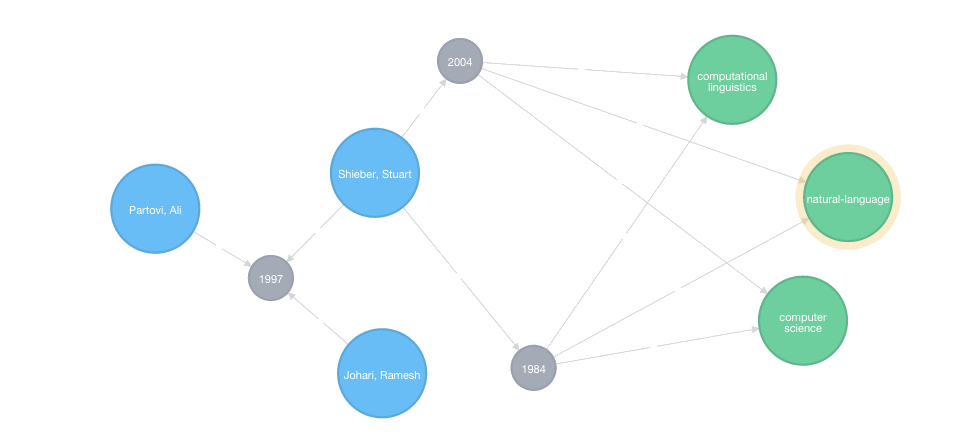 2004
computational
linguistics
Shieber, Stuart
natural-language
Partovi, Ali
1997
computer
science
1984
Johari, Ramesh